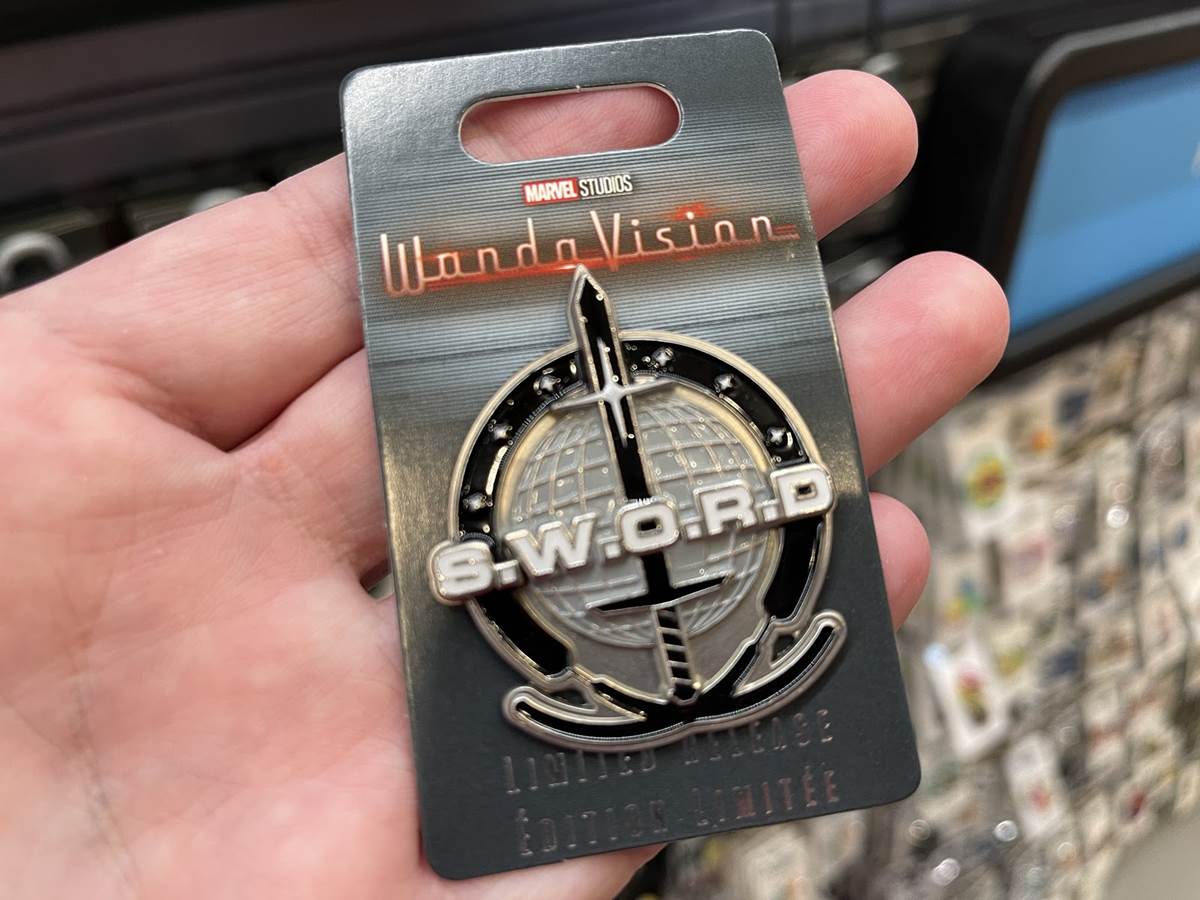 MARVEL STUDIOS
WandaVision
S.W.O.R.D
LIMITED RELEASE
ÉDITION LIMITÉE